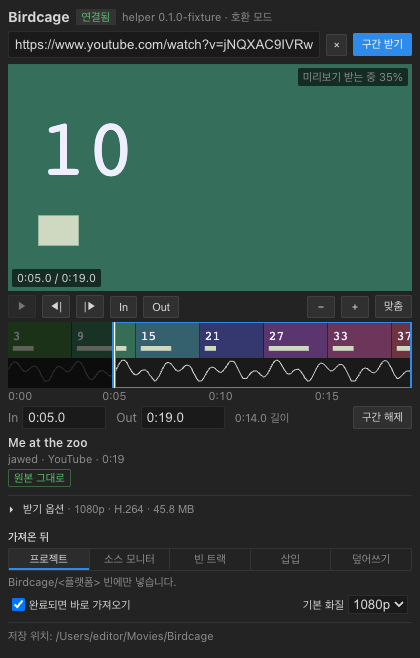 Birdcage 연결됨 helper 0.1.0-fixture · 호환 모드
https://www.youtube.com/watch?v=jNQXAC9IVRw × 구간 받기
미리보기 받는 중 35%
10
0:05.0 / 0:19.0
In Out − + 맞춤
3 9 15 21 27 33 37
0:00 0:05 0:10 0:15
In 0:05.0 Out 0:19.0 0:14.0 길이 구간 해제
Me at the zoo
jawed · YouTube · 0:19
원본 그대로
받기 옵션 · 1080p · H.264 · 45.8 MB
가져온 뒤
프로젝트 소스 모니터 빈 트랙 삽입 덮어쓰기
Birdcage/<플랫폼> 빈에만 넣습니다.
완료되면 바로 가져오기 기본 화질 1080p
저장 위치: /Users/editor/Movies/Birdcage